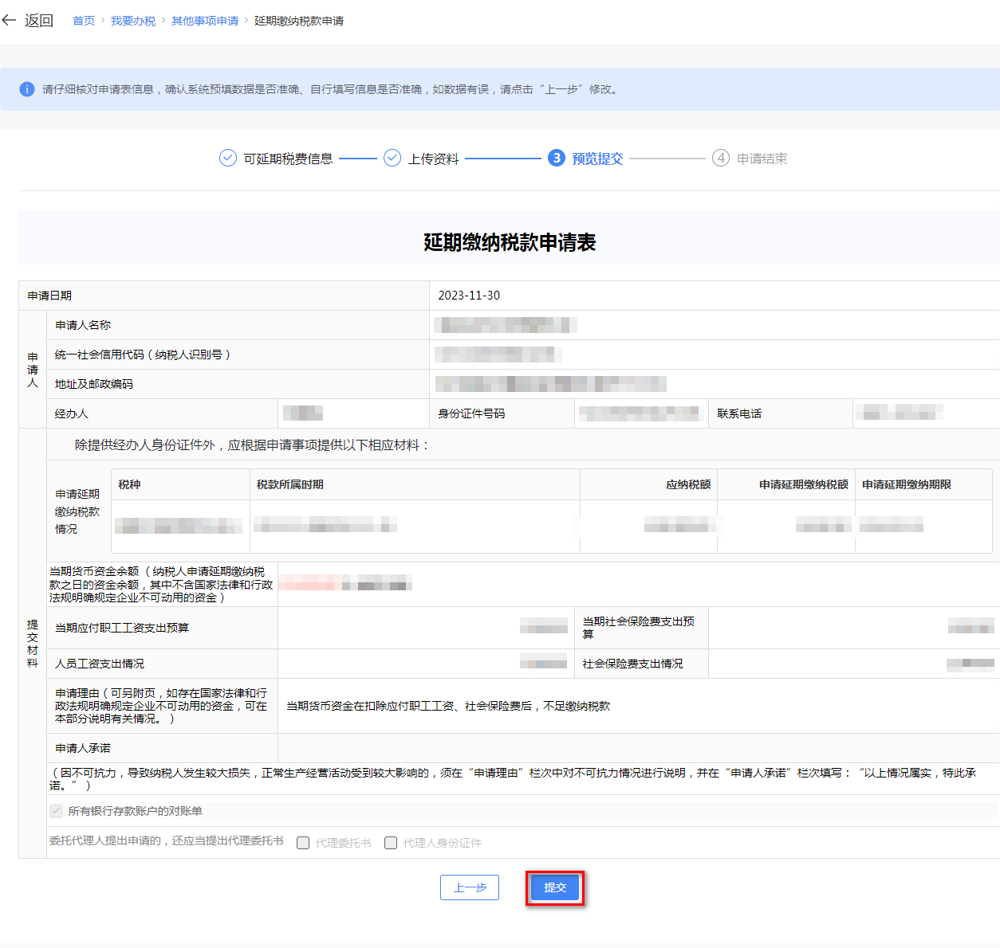 返回 首页 › 我要办税 › 其他事项申请 › 延期缴纳税款申请
请仔细核对申请表信息，确认系统预填数据是否准确、自行填写信息是否准确，如数据有误，请点击“上一步”修改。
可延期税费信息 上传资料 3 预览提交 4 申请结束
延期缴纳税款申请表
申请日期 2023-11-30
申请人
申请人名称
统一社会信用代码（纳税人识别号）
地址及邮政编码
经办人 身份证件号码 联系电话
提交材料
除提供经办人身份证件外，应根据申请事项提供以下相应材料：
申请延期
缴纳税款
情况
税种 税款所属时期 应纳税额 申请延期缴纳税额 申请延期缴纳期限
当期货币资金余额（纳税人申请延期缴纳税
款之日的资金余额，其中不含国家法律和行政
法规明确规定企业不可动用的资金）
当期应付职工工资支出预算
当期社会保险费支出预
算
人员工资支出情况 社会保险费支出情况
申请理由（可另附页，如存在国家法律和行
政法规明确规定企业不可动用的资金，可在
本部分说明有关情况。）
当期货币资金在扣除应付职工工资、社会保险费后，不足缴纳税款
申请人承诺
（因不可抗力，导致纳税人发生较大损失，正常生产经营活动受到较大影响的，须在“申请理由”栏次中对不可抗力情况进行说明，并在“申请人承诺”栏次填写：“以上情况属实，特此承
诺。”）
所有银行存款账户的对账单
委托代理人提出申请的，还应当提出代理委托书 代理委托书 代理人身份证件
上一步 提交